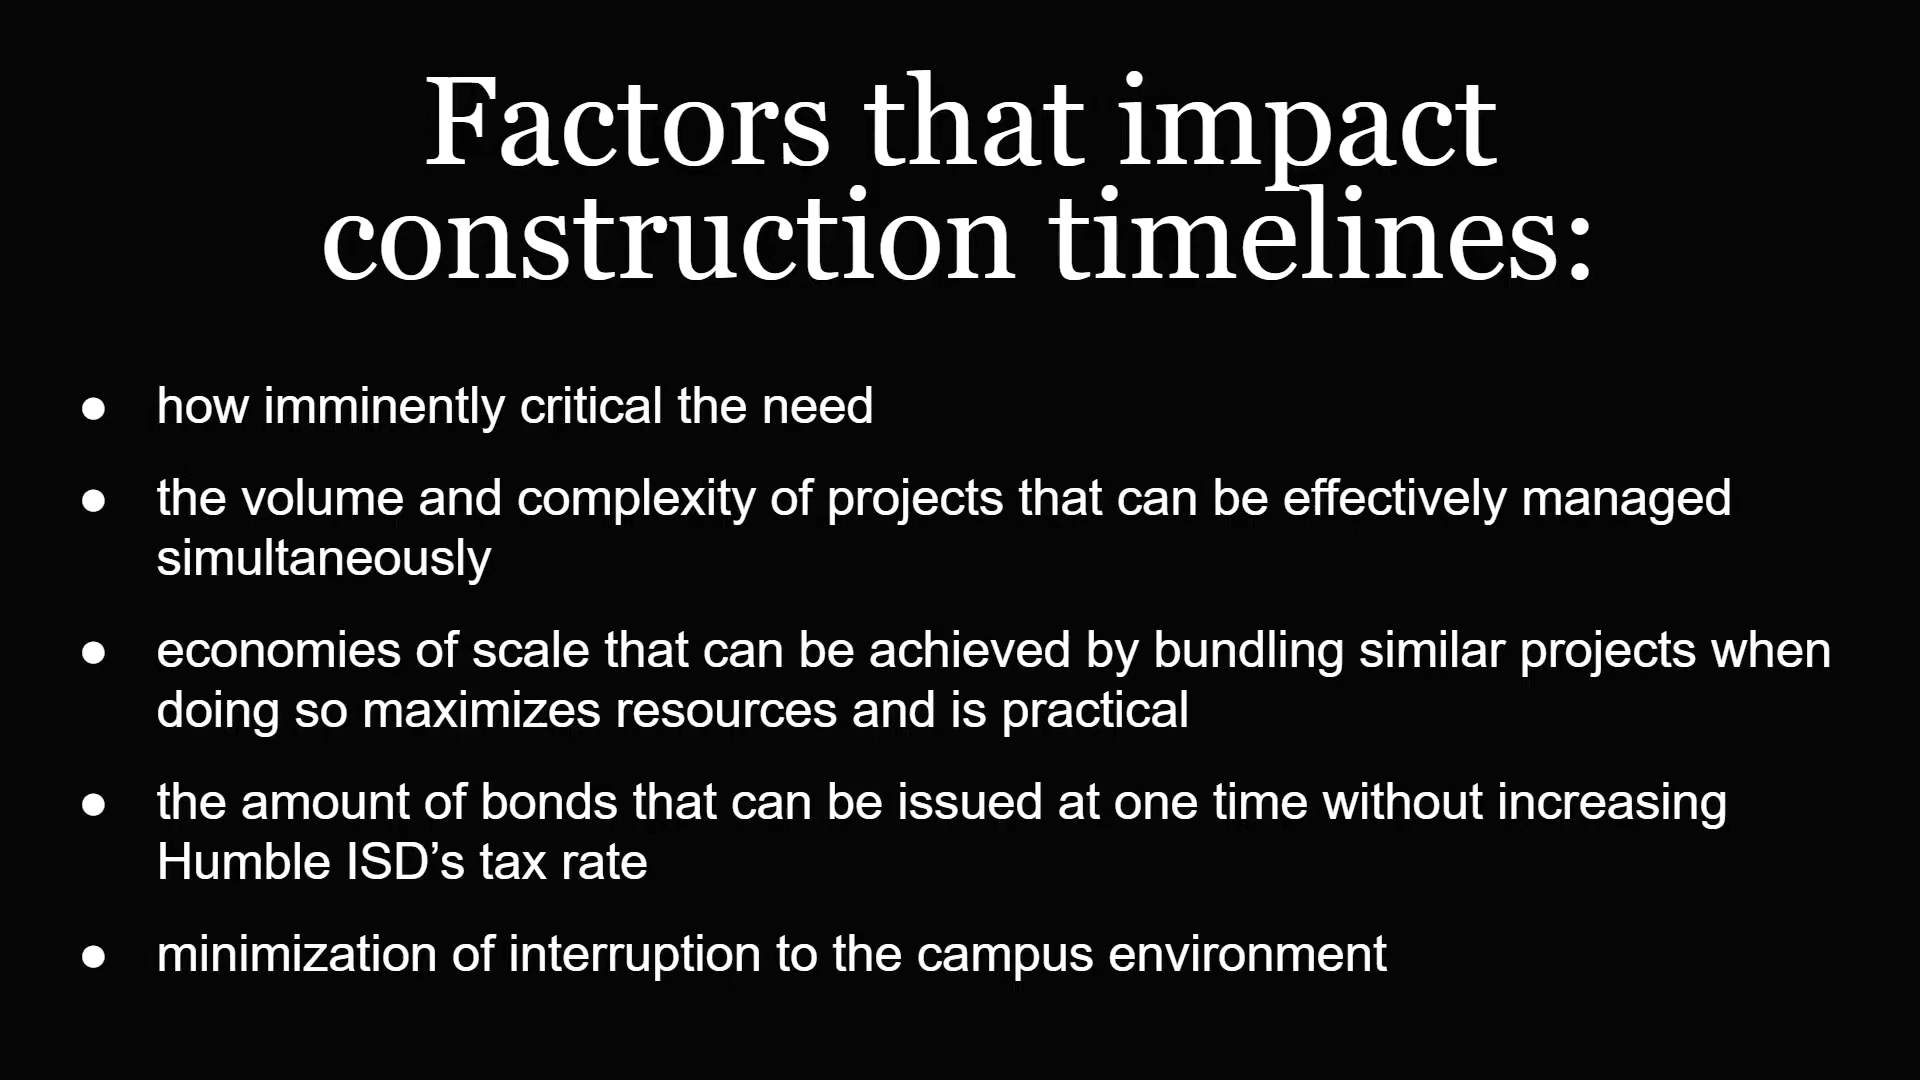 Factors that impact
construction timelines:
● how imminently critical the need
● the volume and complexity of projects that can be effectively managed
simultaneously
● economies of scale that can be achieved by bundling similar projects when
doing so maximizes resources and is practical
● the amount of bonds that can be issued at one time without increasing
Humble ISD’s tax rate
● minimization of interruption to the campus environment